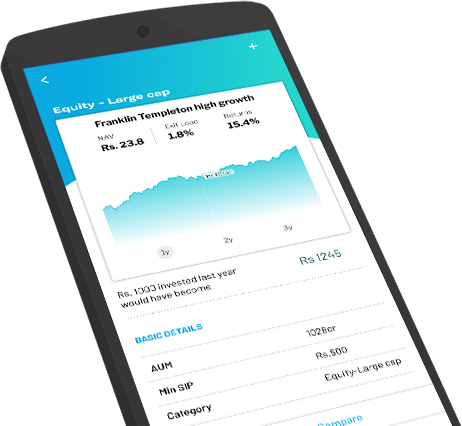 Equity - Large cap
Franklin Templeton high growth
NAV Exit Load Returns
Rs. 23.8 1.8% 15.4%
1y 2y 3y
Rs. 1000 invested last year
would have become
Rs 1245
BASIC DETAILS
AUM 1028cr
Min SIP Rs.500
Category Equity-Large cap
Compare